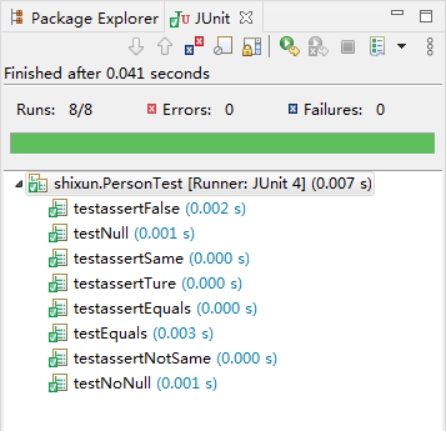 Package Explorer JUnit
Finished after 0.041 seconds
Runs: 8/8 Errors: 0 Failures: 0
shixun.PersonTest [Runner: JUnit 4] (0.007 s)
testassertFalse (0.002 s)
testNull (0.001 s)
testassertSame (0.000 s)
testassertTure (0.000 s)
testassertEquals (0.000 s)
testEquals (0.003 s)
testassertNotSame (0.000 s)
testNoNull (0.001 s)